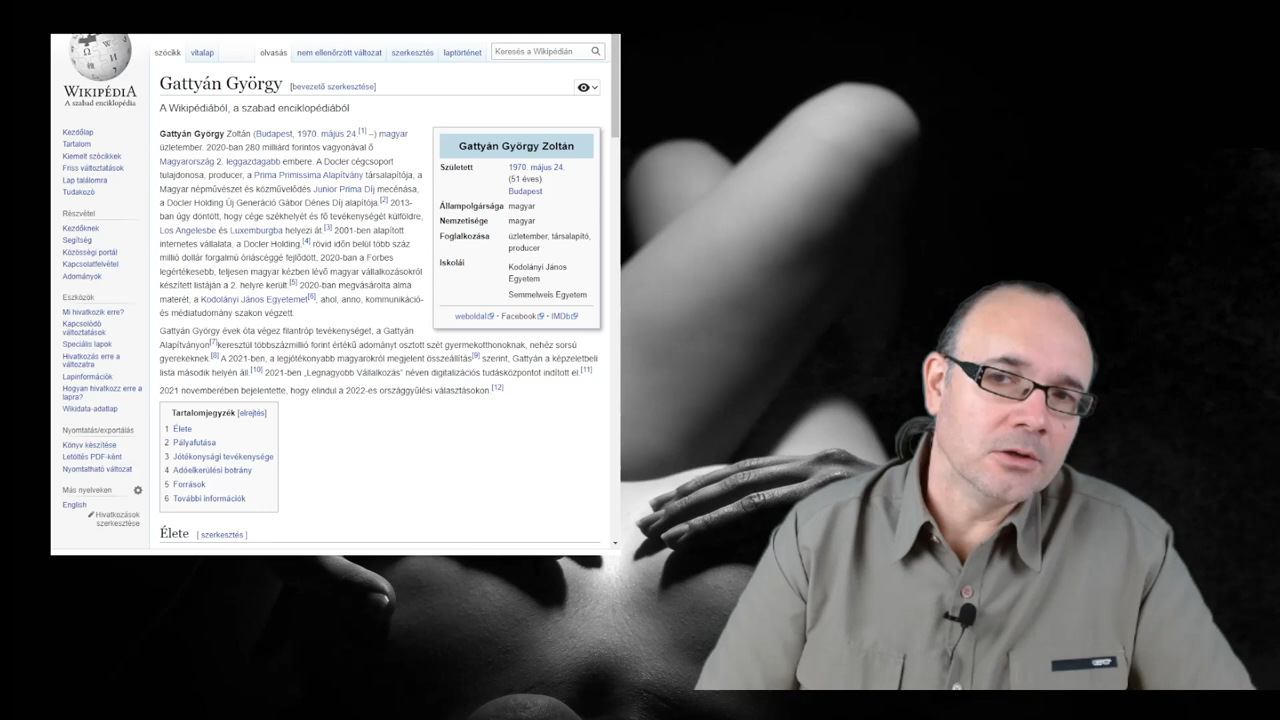 WIKIPÉDIA
A szabad enciklopédia
Kezdőlap
Tartalom
Kiemelt szócikkek
Friss változtatások
Lap találomra
Tudakozó
Részvétel
Kezdőknek
Segítség
Közösségi portál
Kapcsolatfelvétel
Adományok
Eszközök
Mi hivatkozik erre?
Kapcsolódó
változtatások
Speciális lapok
Hivatkozás erre a
változatra
Lapinformációk
Hogyan hivatkozz erre a
lapra?
Wikidata-adatlap
Nyomtatás/exportálás
Könyv készítése
Letöltés PDF-ként
Nyomtatható változat
Más nyelveken
English
Hivatkozások
szerkesztése
szócikk vitalap olvasás nem ellenőrzött változat szerkesztés laptörténet Keresés a Wikipédián
Gattyán György [bevezető szerkesztése]
A Wikipédiából, a szabad enciklopédiából
Gattyán György Zoltán (Budapest, 1970. május 24.[1] –) magyar
üzletember. 2020-ban 280 milliárd forintos vagyonával ő
Magyarország 2. leggazdagabb embere. A Docler cégcsoport
tulajdonosa, producer, a Prima Primissima Alapítvány társalapítója, a
Magyar népművészet és közművelődés Junior Prima Díj mecénása,
a Docler Holding Új Generáció Gábor Dénes Díj alapítója.[2] 2013-
ban úgy döntött, hogy cége székhelyét és fő tevékenységét külföldre,
Los Angelesbe és Luxemburgba helyezi át.[3] 2001-ben alapított
internetes vállalata, a Docler Holding,[4] rövid időn belül több száz
millió dollár forgalmú óriáscéggé fejlődött, 2020-ban a Forbes
legértékesebb, teljesen magyar kézben lévő magyar vállalkozásokról
készített listáján a 2. helyre került.[5] 2020-ban megvásárolta alma
materét, a Kodolányi János Egyetemet[6], ahol, anno, kommunikáció-
és médiatudomány szakon végzett.
Gattyán György Zoltán
Született 1970. május 24.
(51 éves)
Budapest
Állampolgársága magyar
Nemzetisége magyar
Foglalkozása üzletember, társalapító,
producer
Iskolái Kodolányi János
Egyetem
Semmelweis Egyetem
weboldal • Facebook • IMDb
Gattyán György évek óta végez filantróp tevékenységet, a Gattyán
Alapítványon[7]keresztül többszázmillió forint értékű adományt osztott szét gyermekotthonoknak, nehéz sorsú
gyerekeknek.[8] A 2021-ben, a legjótékonyabb magyarokról megjelent összeállítás[9] szerint, Gattyán a képzeletbeli
lista második helyén áll.[10] 2021-ben „Legnagyobb Vállalkozás” néven digitalizációs tudásközpontot indított el.[11]
2021 novemberében bejelentette, hogy elindul a 2022-es országgyűlési választásokon.[12]
Tartalomjegyzék [elrejtés]
1 Élete
2 Pályafutása
3 Jótékonysági tevékenysége
4 Adóelkerülési botrány
5 Források
6 További információk
Élete [ szerkesztés ]